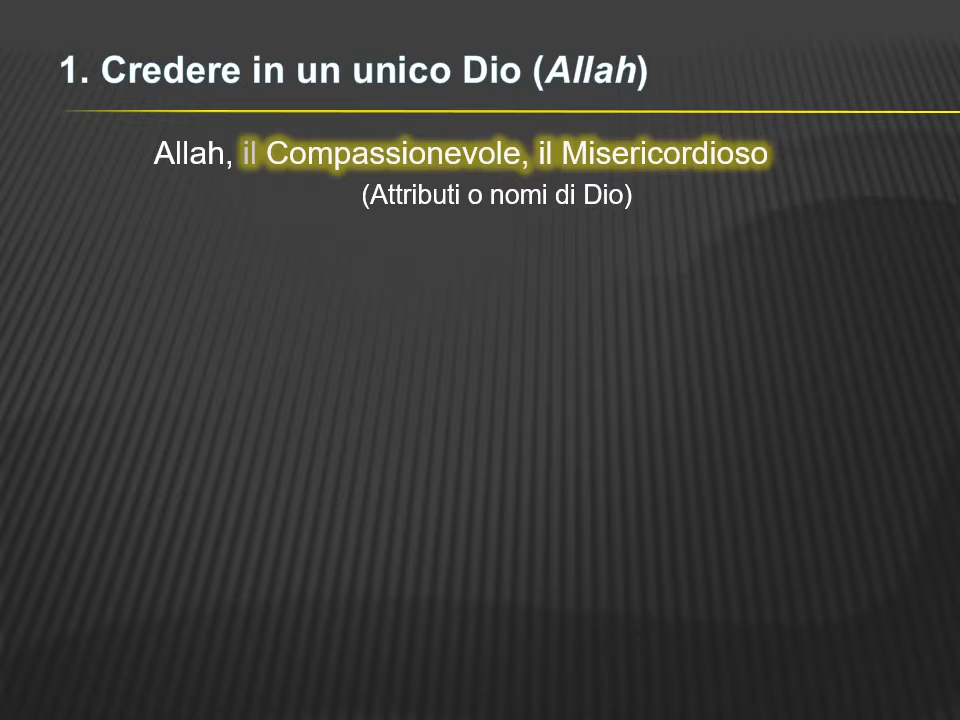 1. Credere in un unico Dio (Allah)
Allah, il Compassionevole, il Misericordioso
(Attributi o nomi di Dio)